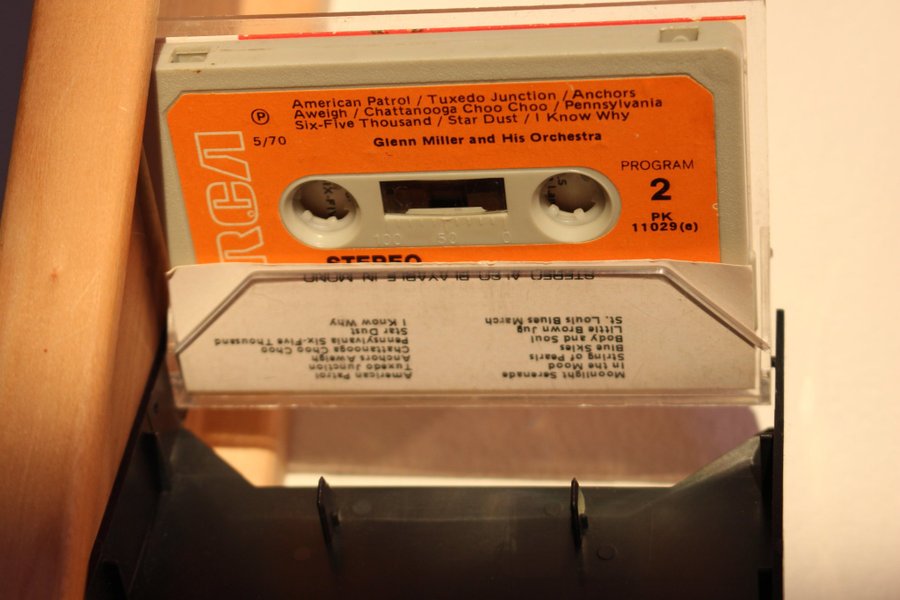 American Patrol / Tuxedo Junction / Anchors
Aweigh / Chattanooga Choo Choo / Pennsylvania
Six-Five Thousand / Star Dust / I Know Why
℗
5/70
Glenn Miller and His Orchestra
RCA
PROGRAM
2
PK
11029(e)
100 50 0
STEREO
STEREO ALSO PLAYABLE IN MONO
Moonlight Serenade
In the Mood
String of Pearls
Blue Skies
Body and Soul
Little Brown Jug
St. Louis Blues March
American Patrol
Tuxedo Junction
Anchors Aweigh
Chattanooga Choo Choo
Pennsylvania Six-Five Thousand
Star Dust
I Know Why